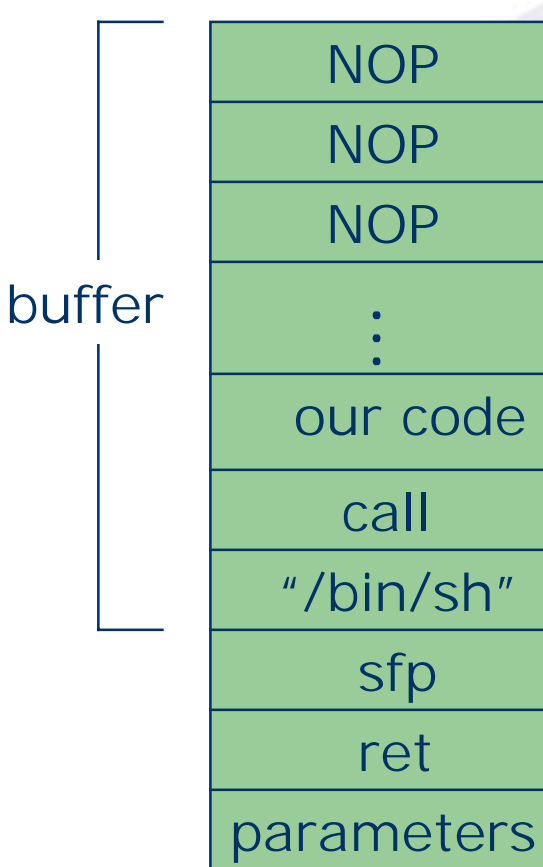 NOP
NOP
NOP
buffer
⋮
our code
call
“/bin/sh”
sfp
ret
parameters